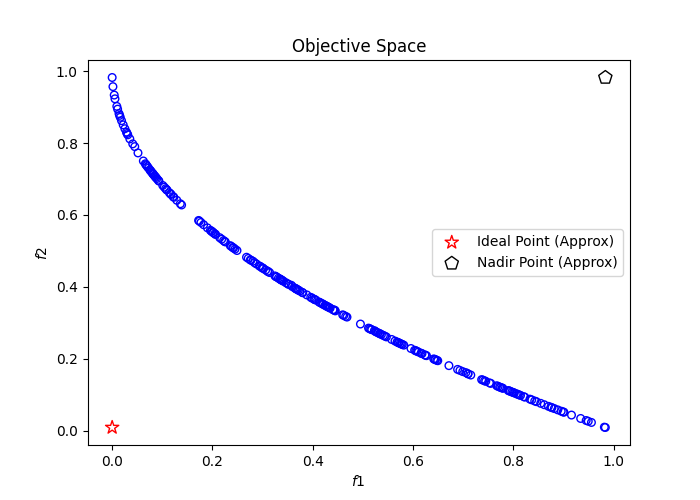 Objective Space
1.0
0.8
0.6
0.4
0.2
0.0
f2
Ideal Point (Approx)
Nadir Point (Approx)
0.0 0.2 0.4 0.6 0.8 1.0
f1